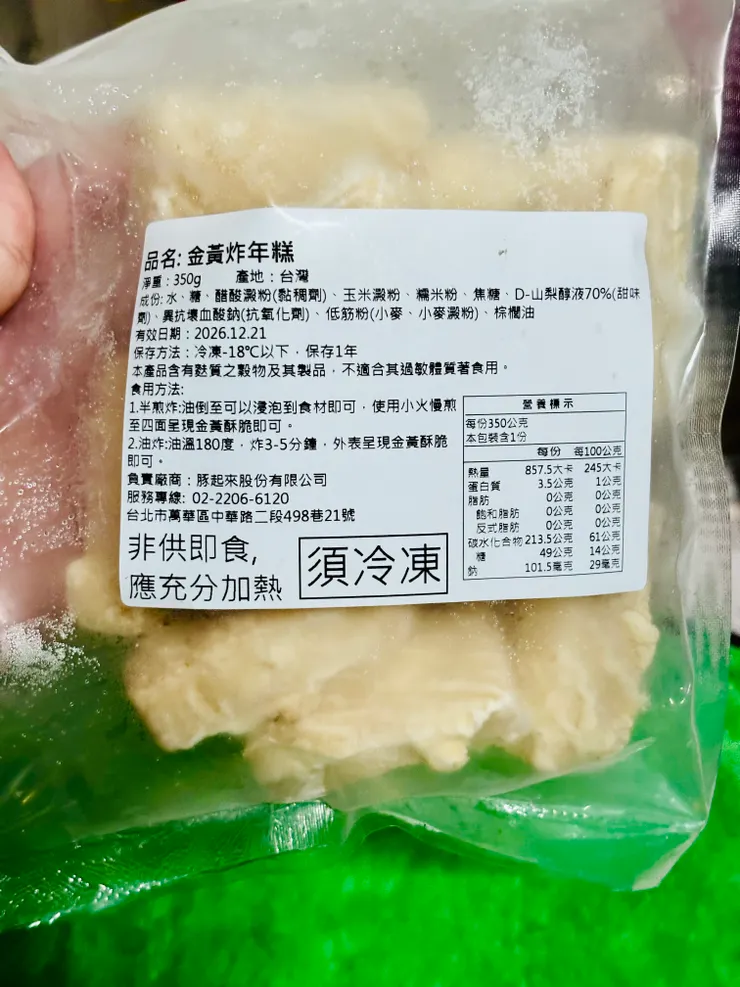 品名: 金黃炸年糕
淨重：350g 產地：台灣
成份: 水、糖、醋酸澱粉(黏稠劑)、玉米澱粉、糯米粉、焦糖、D-山梨醇液70%(甜味
劑)、異抗壞血酸鈉(抗氧化劑)、低筋粉(小麥、小麥澱粉)、棕櫚油
有效日期：2026.12.21
保存方法：冷凍-18℃以下，保存1年
本產品含有麩質之穀物及其製品，不適合其過敏體質著食用。
食用方法:
1.半煎炸:油倒至可以浸泡到食材即可，使用小火慢煎
至四面呈現金黃酥脆即可。
2.油炸:油溫180度，炸3-5分鐘，外表呈現金黃酥脆
即可。
負責廠商：豚起來股份有限公司
服務專線: 02-2206-6120
台北市萬華區中華路二段498巷21號
非供即食,
應充分加熱
須冷凍
營養標示
每份350公克
本包裝含1份
每份 每100公克
熱量 857.5大卡 245大卡
蛋白質 3.5公克 1公克
脂肪 0公克 0公克
飽和脂肪 0公克 0公克
反式脂肪 0公克 0公克
碳水化合物 213.5公克 61公克
糖 49公克 14公克
鈉 101.5毫克 29毫克